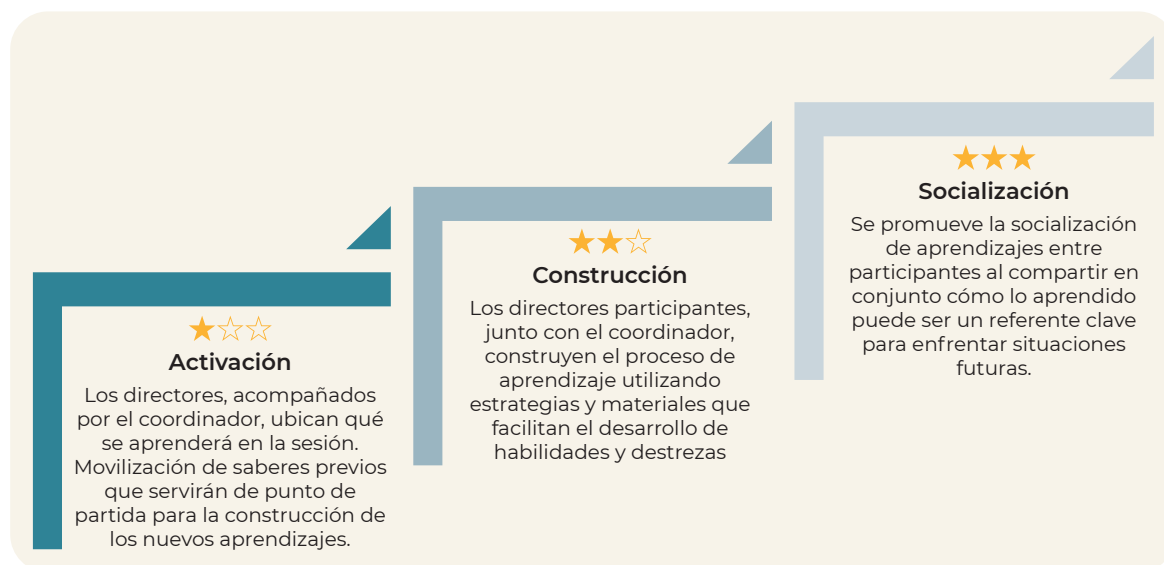 Activación
Los directores, acompañados
por el coordinador, ubican qué
se aprenderá en la sesión.
Movilización de saberes previos
que servirán de punto de
partida para la construcción de
los nuevos aprendizajes.
Construcción
Los directores participantes,
junto con el coordinador,
construyen el proceso de
aprendizaje utilizando
estrategias y materiales que
facilitan el desarrollo de
habilidades y destrezas
Socialización
Se promueve la socialización
de aprendizajes entre
participantes al compartir en
conjunto cómo lo aprendido
puede ser un referente clave
para enfrentar situaciones
futuras.